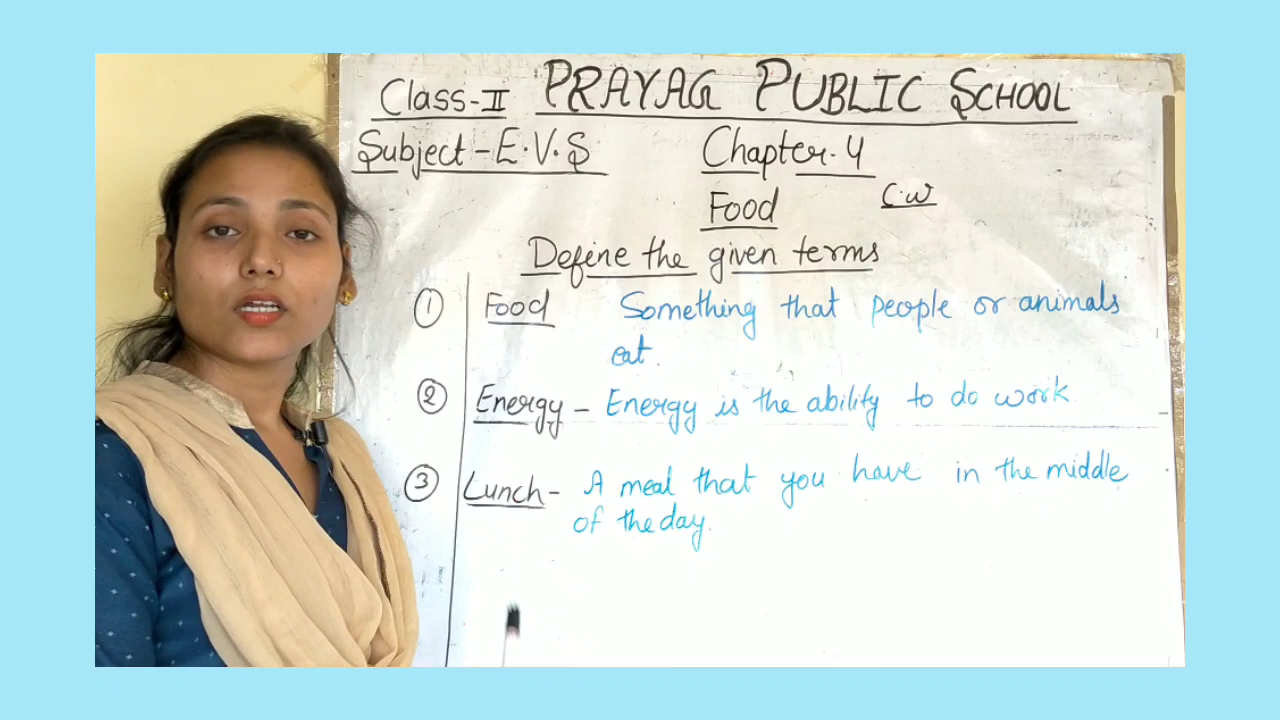 Class-II PRAYAG PUBLIC SCHOOL
Subject-E.V.S Chapter-4
Food C.W
Define the given terms
① Food Something that people or animals
eat.
② Energy - Energy is the ability to do work
③ Lunch- A meal that you have in the middle
of the day.